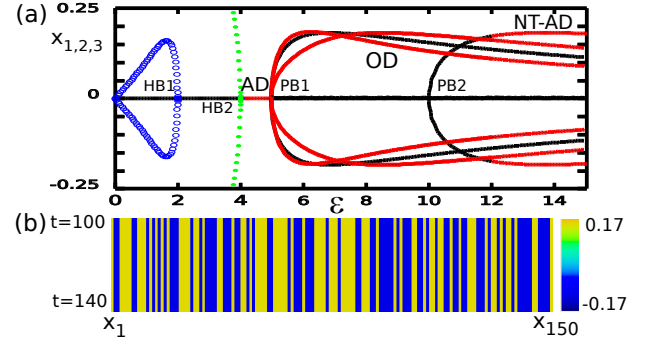 (a)
0.25
x1,2,3
0
-0.25
HB1
HB2
AD
PB1
OD
PB2
NT-AD
0 2 4 6 8 10 12 14
ε
(b)
t=100
t=140
x1
x150
0.17
-0.17